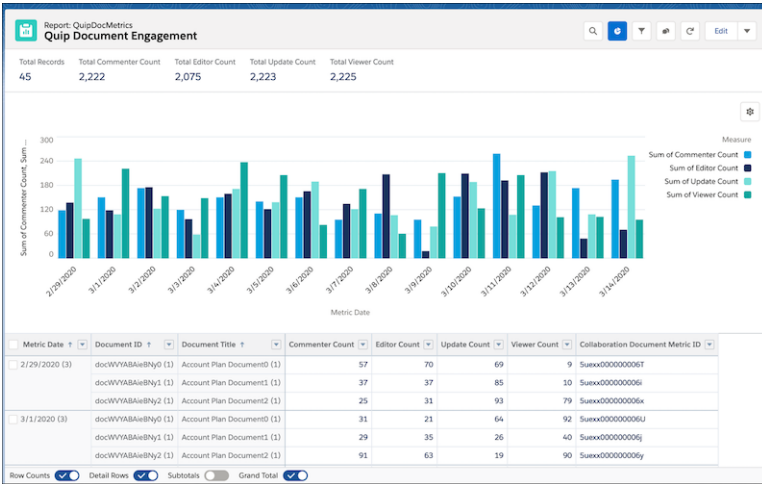 Report: QuipDocMetrics
Quip Document Engagement
Edit
Total Records Total Commenter Count Total Editor Count Total Update Count Total Viewer Count
45 2,222 2,075 2,223 2,225
Measure
Sum of Commenter Count
Sum of Editor Count
Sum of Update Count
Sum of Viewer Count
Sum of Commenter Count, Sum ...
300
240
180
120
60
0
2/29/2020 3/1/2020 3/2/2020 3/3/2020 3/4/2020 3/5/2020 3/6/2020 3/7/2020 3/8/2020 3/9/2020 3/10/2020 3/11/2020 3/12/2020 3/13/2020 3/14/2020
Metric Date
Metric Date ↑ Document ID ↑ Document Title ↑ Commenter Count Editor Count Update Count Viewer Count Collaboration Document Metric ID
2/29/2020 (3) docWVYABAieBNy0 (1) Account Plan Document0 (1) 57 70 69 9 5uexx000000006T
docWVYABAieBNy1 (1) Account Plan Document1 (1) 37 37 85 10 5uexx000000006i
docWVYABAieBNy2 (1) Account Plan Document2 (1) 25 31 93 79 5uexx000000006x
3/1/2020 (3) docWVYABAieBNy0 (1) Account Plan Document0 (1) 31 21 64 92 5uexx000000006U
docWVYABAieBNy1 (1) Account Plan Document1 (1) 29 35 26 40 5uexx000000006j
docWVYABAieBNy2 (1) Account Plan Document2 (1) 91 63 19 90 5uexx000000006y
Row Counts Detail Rows Subtotals Grand Total